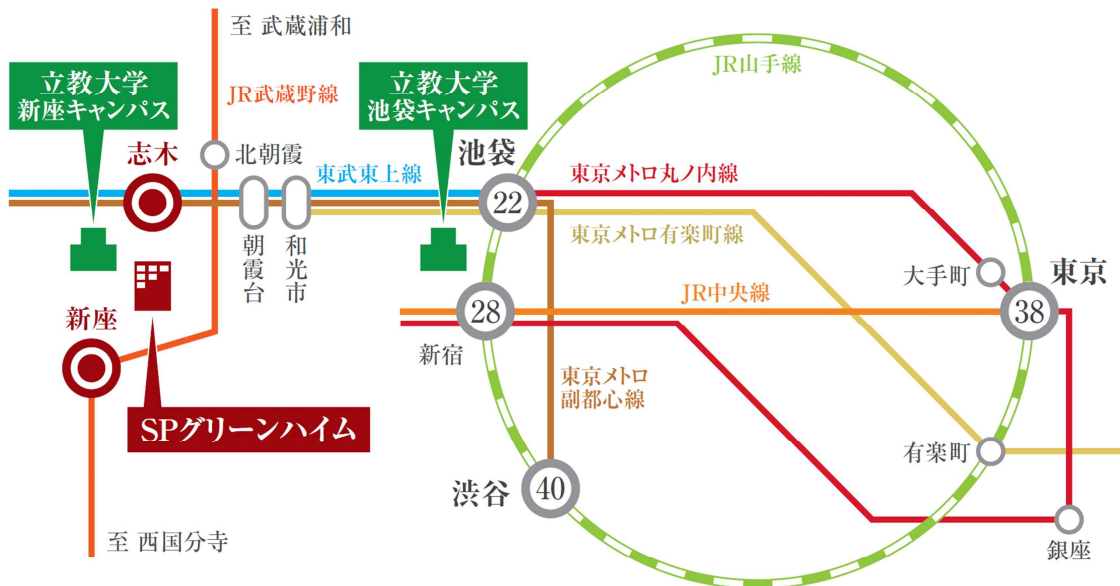 至 武蔵浦和
JR武蔵野線
JR山手線
立教大学
新座キャンパス
立教大学
池袋キャンパス
志木
北朝霞
東武東上線
池袋
22
東京メトロ丸ノ内線
東京メトロ有楽町線
朝霞台
和光市
大手町
東京
38
新座
28
新宿
JR中央線
東京メトロ
副都心線
SPグリーンハイム
渋谷
40
有楽町
銀座
至 西国分寺